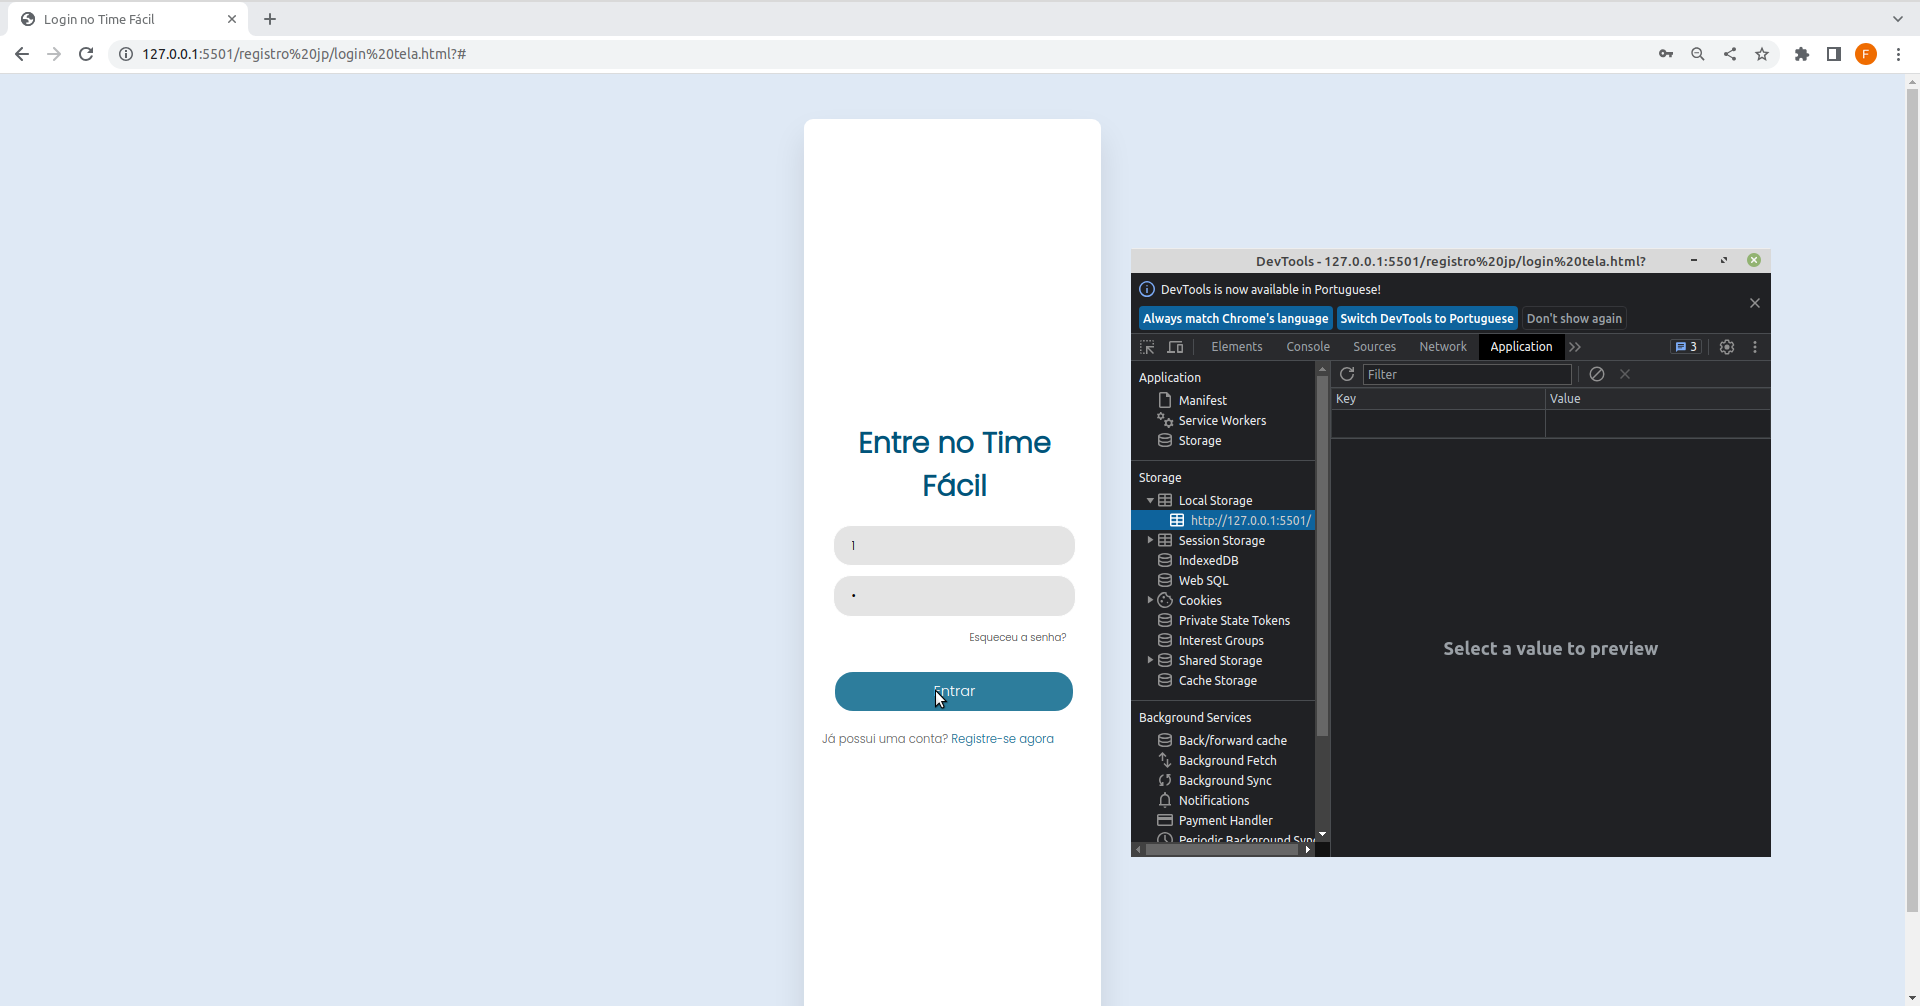 Login no Time Fácil
127.0.0.1:5501/registro%20jp/login%20tela.html?#
F
Entre no Time
Fácil
1
•
Esqueceu a senha?
Entrar
Já possui uma conta? Registre-se agora
DevTools - 127.0.0.1:5501/registro%20jp/login%20tela.html?
DevTools is now available in Portuguese!
Always match Chrome's language
Switch DevTools to Portuguese
Don't show again
Elements
Console
Sources
Network
Application
3
Application
Manifest
Service Workers
Storage
Storage
Local Storage
http://127.0.0.1:5501/
Session Storage
IndexedDB
Web SQL
Cookies
Private State Tokens
Interest Groups
Shared Storage
Cache Storage
Background Services
Back/forward cache
Background Fetch
Background Sync
Notifications
Payment Handler
Periodic Background Sync
Filter
Key
Value
Select a value to preview